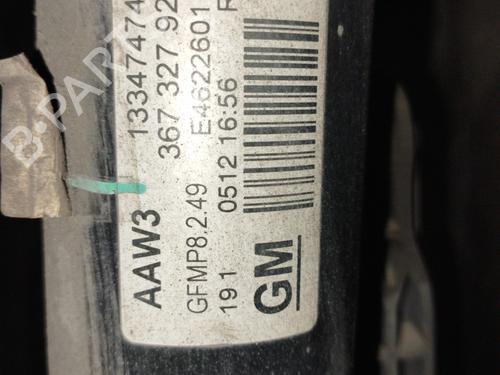 AAW3 13347474
367 327 92
GFMP8.2.49 E4622601
191 0512 16:56 R
GM
B-PARTS